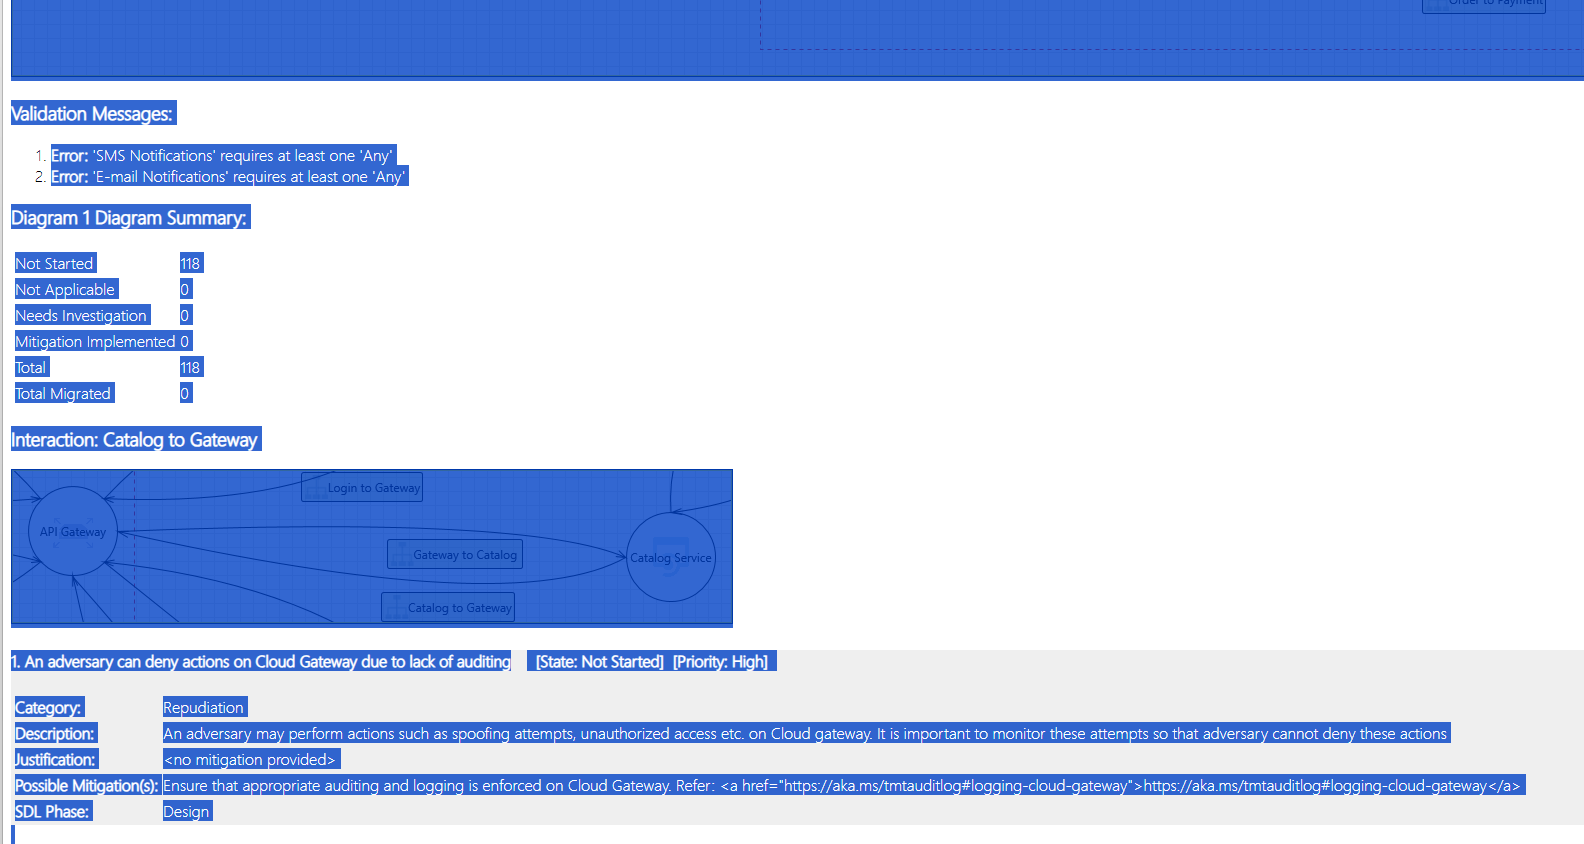 Order to Payment
Validation Messages:
1. Error: 'SMS Notifications' requires at least one 'Any'
2. Error: 'E-mail Notifications' requires at least one 'Any'
Diagram 1 Diagram Summary:
Not Started 118
Not Applicable 0
Needs Investigation 0
Mitigation Implemented 0
Total 118
Total Migrated 0
Interaction: Catalog to Gateway
Login to Gateway
API Gateway
Gateway to Catalog
Catalog Service
Catalog to Gateway
1. An adversary can deny actions on Cloud Gateway due to lack of auditing [State: Not Started] [Priority: High]
Category: Repudiation
Description: An adversary may perform actions such as spoofing attempts, unauthorized access etc. on Cloud gateway. It is important to monitor these attempts so that adversary cannot deny these actions
Justification: <no mitigation provided>
Possible Mitigation(s): Ensure that appropriate auditing and logging is enforced on Cloud Gateway. Refer: <a href="https://aka.ms/tmtauditlog#logging-cloud-gateway">https://aka.ms/tmtauditlog#logging-cloud-gateway</a>
SDL Phase: Design